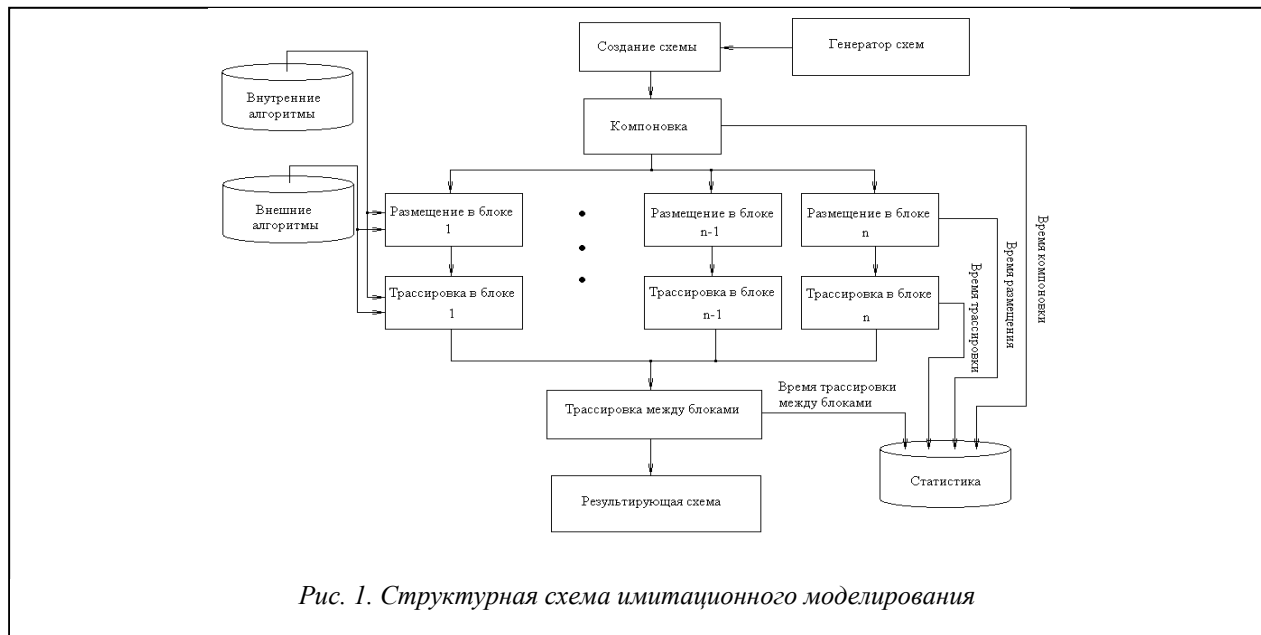 Создание схемы
Генератор схем
Внутренние
алгоритмы
Компоновка
Внешние
алгоритмы
Размещение в блоке
1
Размещение в блоке
n-1
Размещение в блоке
n
Трассировка в блоке
1
Трассировка в блоке
n-1
Трассировка в блоке
n
Время трассировки
Время размещения
Время компоновки
Трассировка между блоками
Время трассировки
между блоками
Статистика
Результирующая схема
Рис. 1. Структурная схема имитационного моделирования